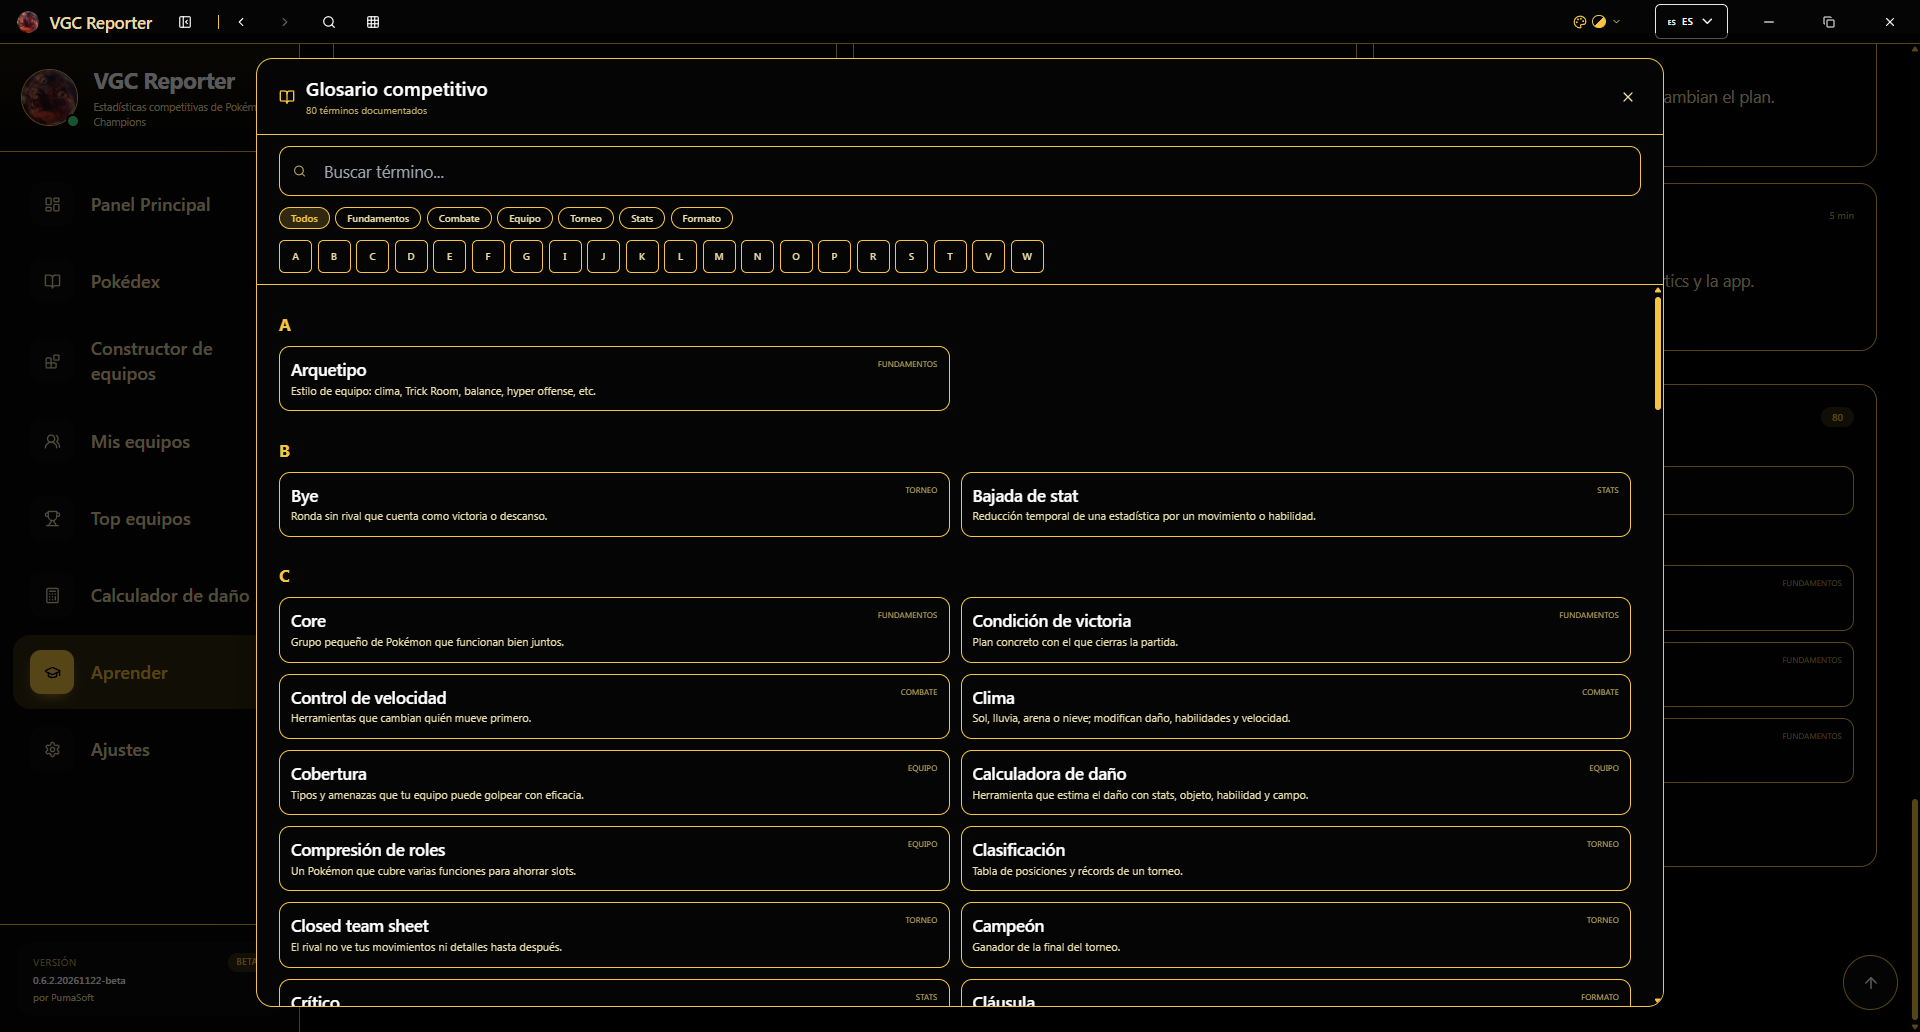 VGC Reporter
ES ES
VGC Reporter
Estadísticas competitivas de Pokém
Champions
Panel Principal
Pokédex
Constructor de
equipos
Mis equipos
Top equipos
Calculador de daño
Aprender
Ajustes
VERSIÓN
BETA
0.6.2.20261122-beta
por PumaSoft
Glosario competitivo
80 términos documentados
Buscar término...
Todos Fundamentos Combate Equipo Torneo Stats Formato
A B C D E F G I J K L M N O P R S T V W
A
Arquetipo FUNDAMENTOS
Estilo de equipo: clima, Trick Room, balance, hyper offense, etc.
B
Bye TORNEO
Ronda sin rival que cuenta como victoria o descanso.
Bajada de stat STATS
Reducción temporal de una estadística por un movimiento o habilidad.
C
Core FUNDAMENTOS
Grupo pequeño de Pokémon que funcionan bien juntos.
Condición de victoria FUNDAMENTOS
Plan concreto con el que cierras la partida.
Control de velocidad COMBATE
Herramientas que cambian quién mueve primero.
Clima COMBATE
Sol, lluvia, arena o nieve; modifican daño, habilidades y velocidad.
Cobertura EQUIPO
Tipos y amenazas que tu equipo puede golpear con eficacia.
Calculadora de daño EQUIPO
Herramienta que estima el daño con stats, objeto, habilidad y campo.
Compresión de roles EQUIPO
Un Pokémon que cubre varias funciones para ahorrar slots.
Clasificación TORNEO
Tabla de posiciones y récords de un torneo.
Closed team sheet TORNEO
El rival no ve tus movimientos ni detalles hasta después.
Campeón TORNEO
Ganador de la final del torneo.
Crítico STATS
Cláusula FORMATO
ambian el plan.
5 min
tics y la app.
80
FUNDAMENTOS
FUNDAMENTOS
FUNDAMENTOS